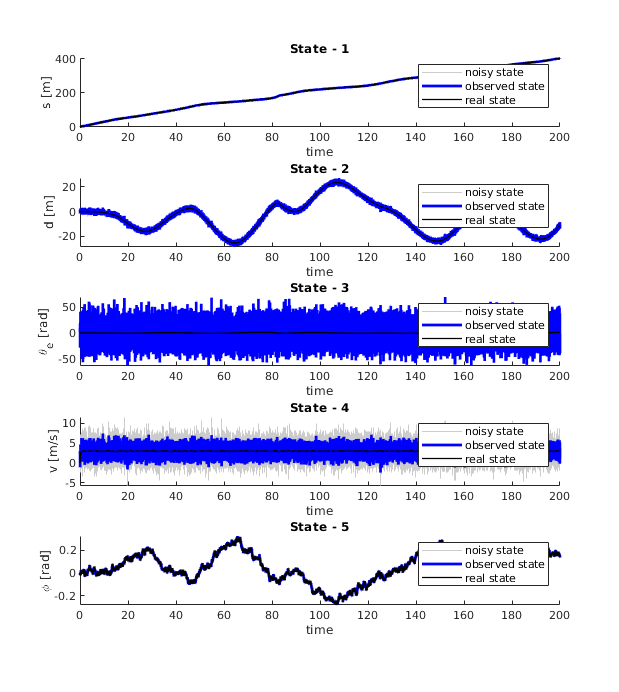 State - 1
s [m]
400
200
0
noisy state
observed state
real state
0 20 40 60 80 100 120 140 160 180 200
time
State - 2
d [m]
20
0
-20
noisy state
observed state
real state
0 20 40 60 80 100 120 140 160 180 200
time
State - 3
θe [rad]
50
0
-50
noisy state
observed state
real state
0 20 40 60 80 100 120 140 160 180 200
time
State - 4
v [m/s]
10
5
0
-5
noisy state
observed state
real state
0 20 40 60 80 100 120 140 160 180 200
time
State - 5
ϕ [rad]
0.2
0
-0.2
noisy state
observed state
real state
0 20 40 60 80 100 120 140 160 180 200
time